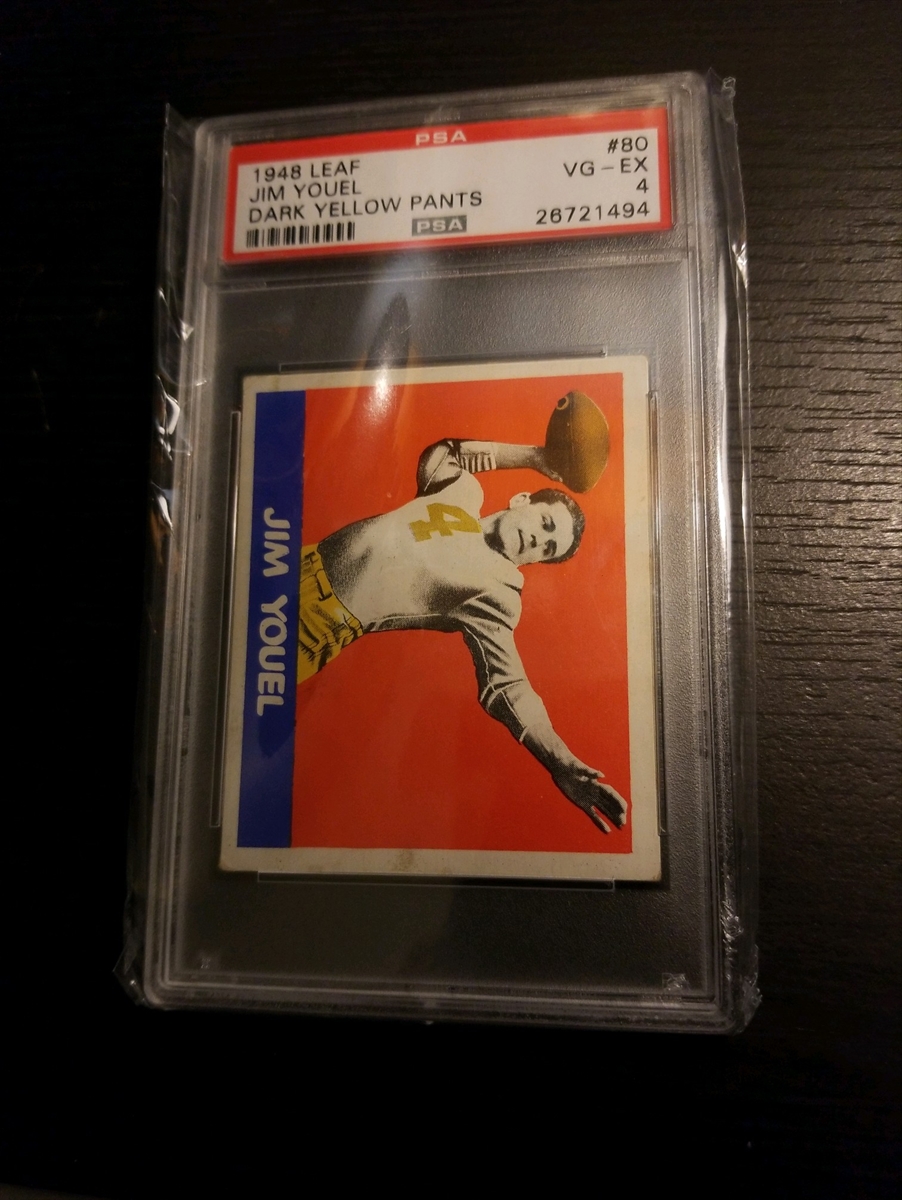 PSA
1948 LEAF #80
JIM YOUEL VG - EX
DARK YELLOW PANTS 4
PSA 26721494
4
JIM YOUEL